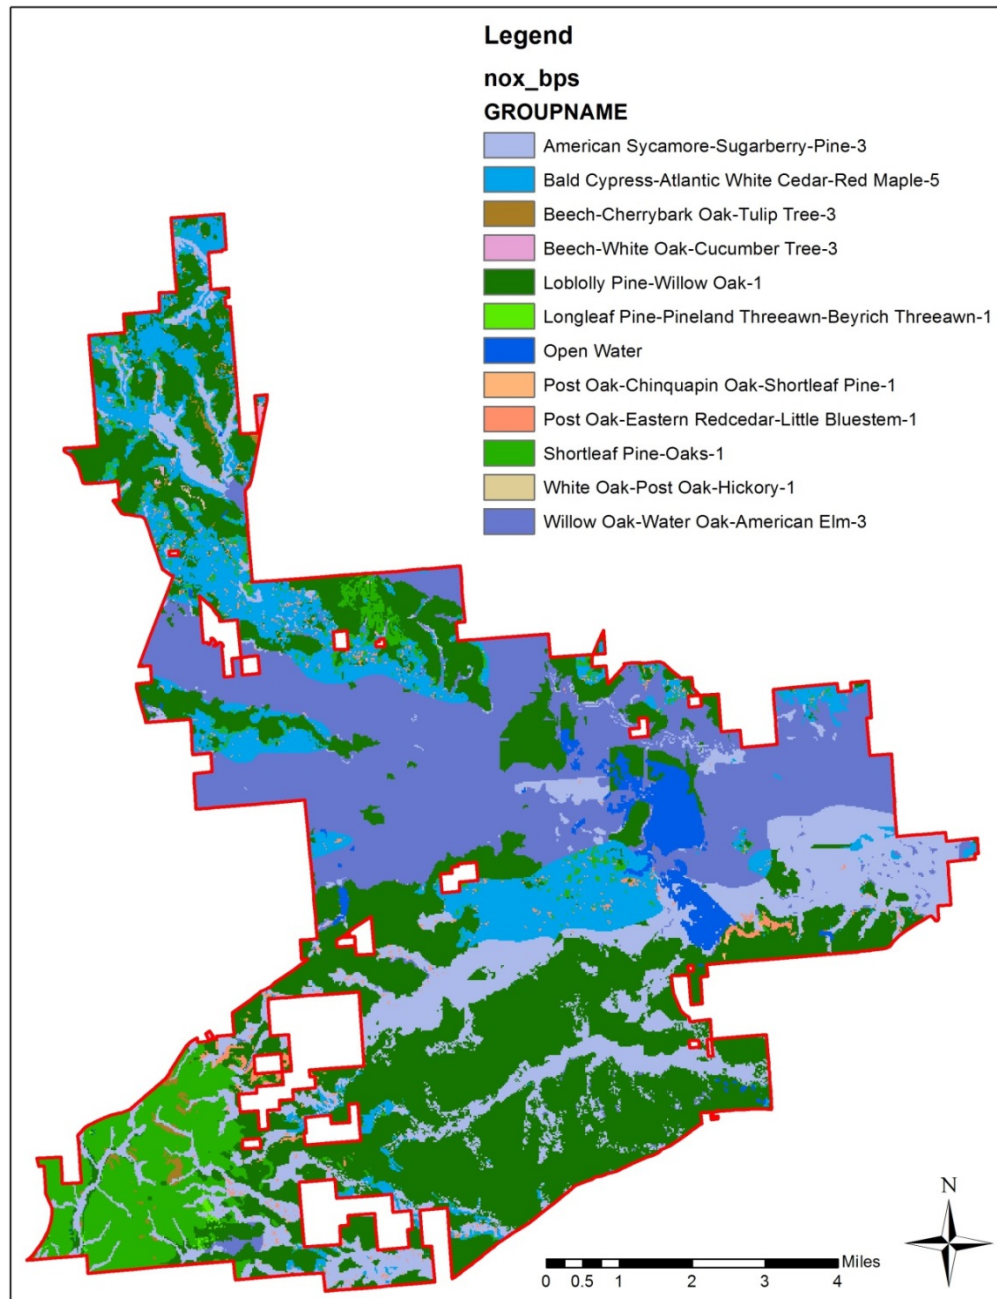 Legend
nox_bps
GROUPNAME
American Sycamore-Sugarberry-Pine-3
Bald Cypress-Atlantic White Cedar-Red Maple-5
Beech-Cherrybark Oak-Tulip Tree-3
Beech-White Oak-Cucumber Tree-3
Loblolly Pine-Willow Oak-1
Longleaf Pine-Pineland Threeawn-Beyrich Threeawn-1
Open Water
Post Oak-Chinquapin Oak-Shortleaf Pine-1
Post Oak-Eastern Redcedar-Little Bluestem-1
Shortleaf Pine-Oaks-1
White Oak-Post Oak-Hickory-1
Willow Oak-Water Oak-American Elm-3
N
Miles
0 0.5 1 2 3 4